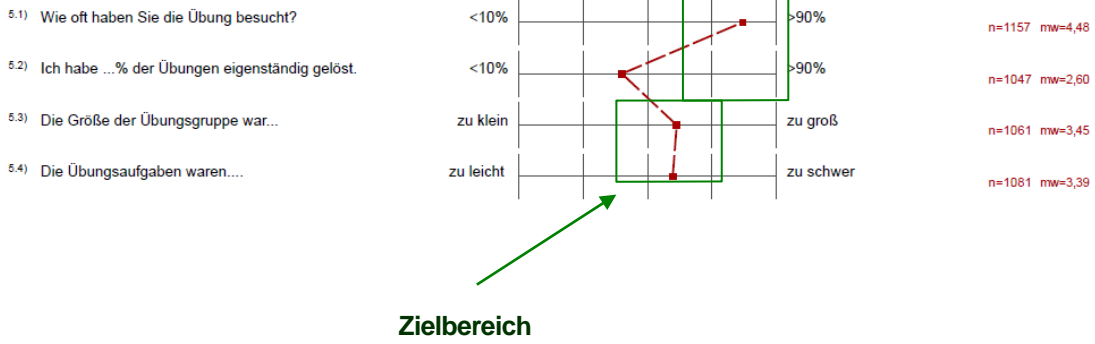 5.1) Wie oft haben Sie die Übung besucht? <10% >90% n=1157 mw=4,48
5.2) Ich habe ...% der Übungen eigenständig gelöst. <10% >90% n=1047 mw=2,60
5.3) Die Größe der Übungsgruppe war... zu klein zu groß n=1061 mw=3,45
5.4) Die Übungsaufgaben waren.... zu leicht zu schwer n=1081 mw=3,39
Zielbereich